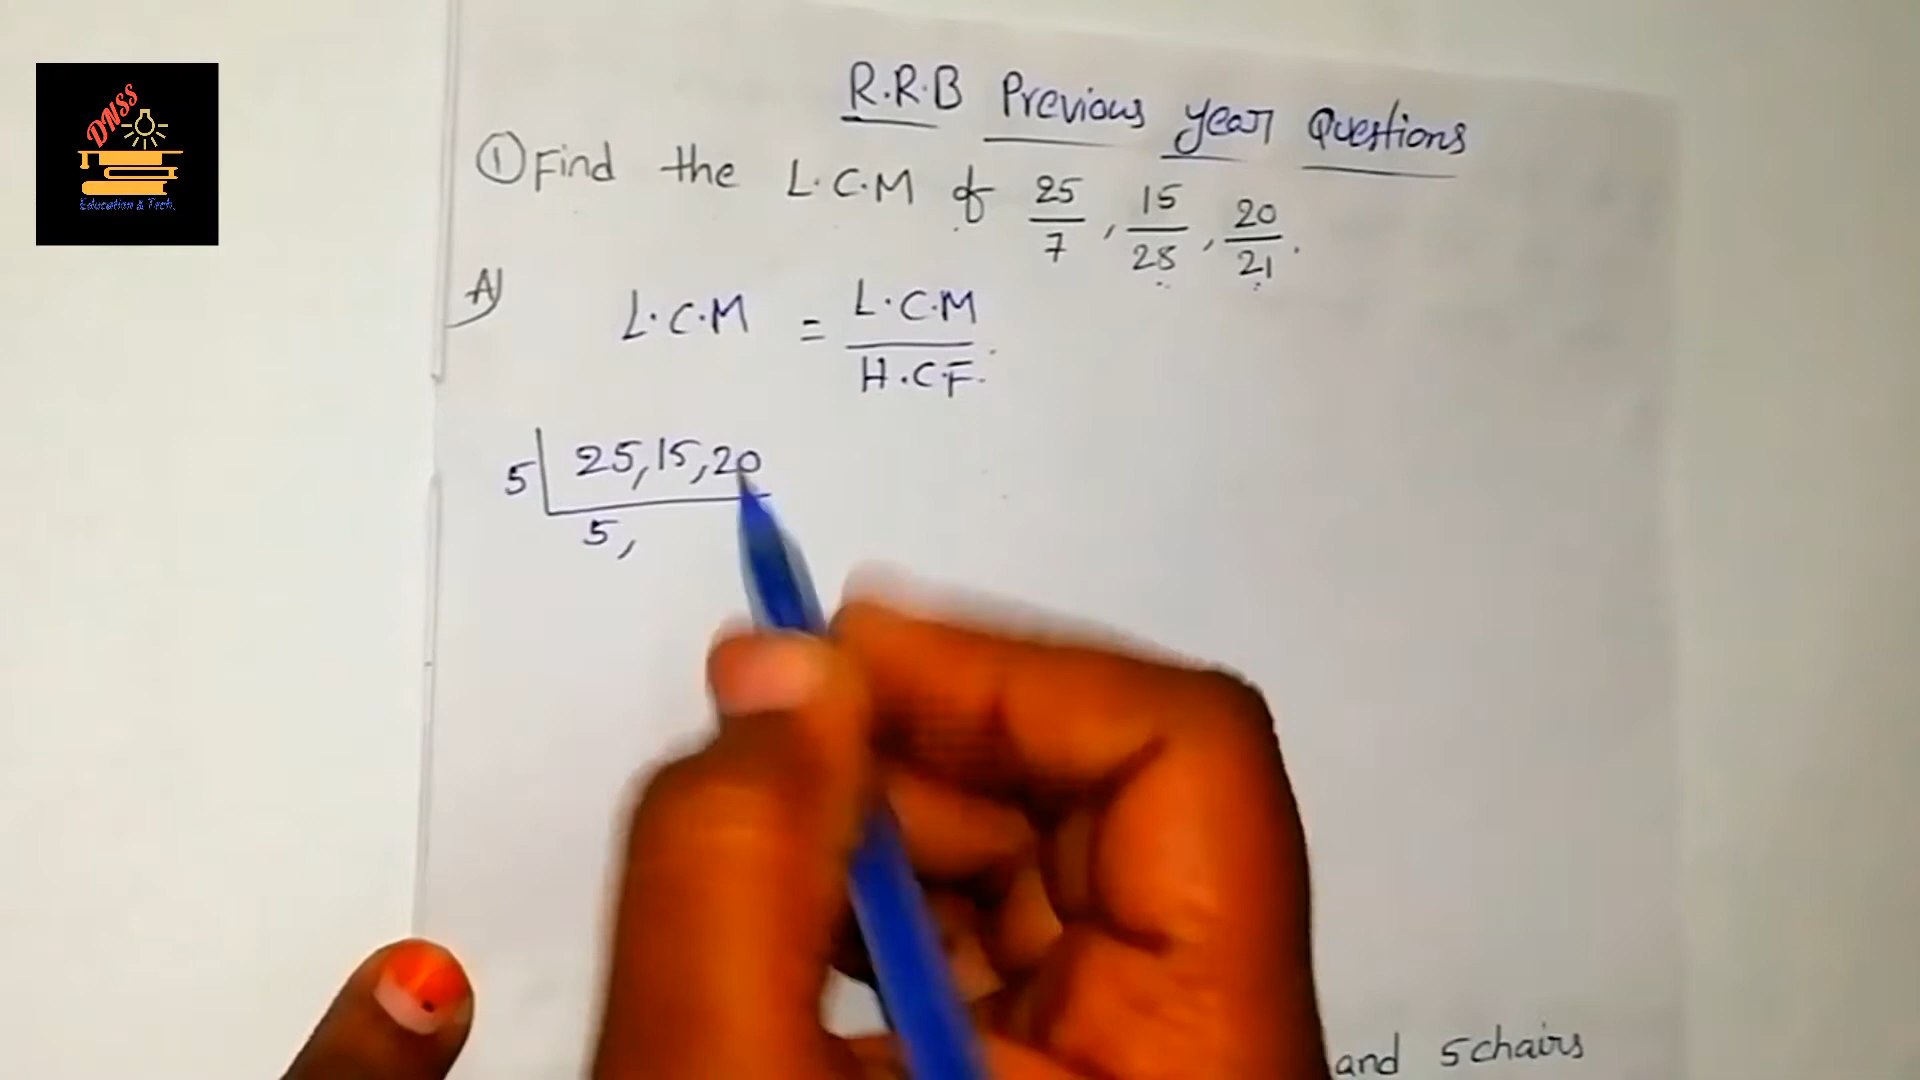 DNSS
Education & Tech.
R.R.B Previous year Questions
① Find the L.C.M of 25/7, 15/28, 20/21.
A) L.C.M = L.C.M/H.C.F.
5 | 25, 15, 20
5,
and 5 chairs